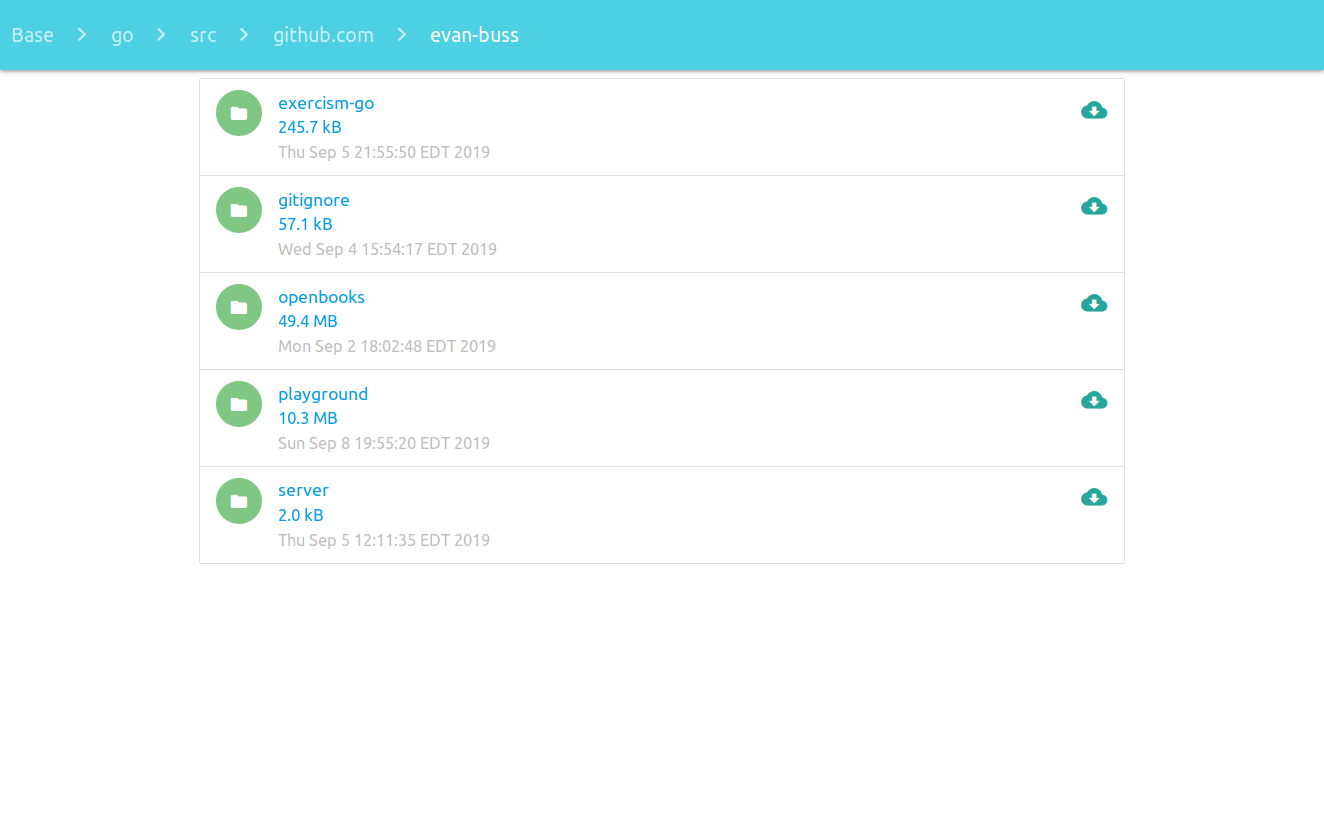 Base go src github.com evan-buss
exercism-go
245.7 kB
Thu Sep 5 21:55:50 EDT 2019
gitignore
57.1 kB
Wed Sep 4 15:54:17 EDT 2019
openbooks
49.4 MB
Mon Sep 2 18:02:48 EDT 2019
playground
10.3 MB
Sun Sep 8 19:55:20 EDT 2019
server
2.0 kB
Thu Sep 5 12:11:35 EDT 2019